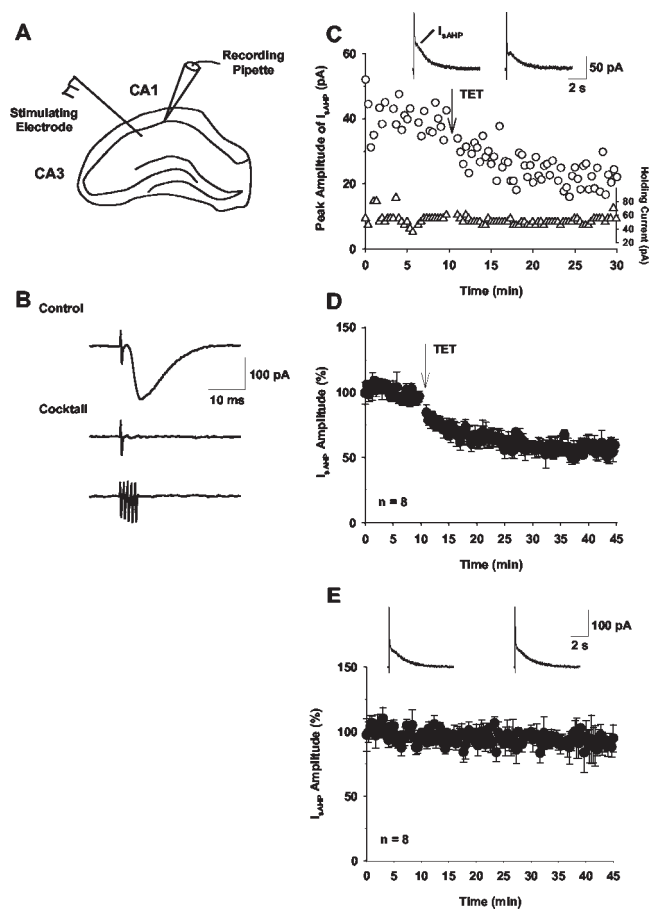 A
Recording
Pipette
CA1
Stimulating
Electrode
CA3
B
Control
100 pA
10 ms
Cocktail
C
IsAHP
50 pA
2 s
60
40
20
0
Peak Amplitude of IsAHP (pA)
TET
80
60
40
20
Holding Current (pA)
0 5 10 15 20 25 30
Time (min)
D
150
100
50
0
IsAHP Amplitude (%)
TET
n = 8
0 5 10 15 20 25 30 35 40 45
Time (min)
E
100 pA
2 s
150
100
50
0
IsAHP Amplitude (%)
n = 8
0 5 10 15 20 25 30 35 40 45
Time (min)